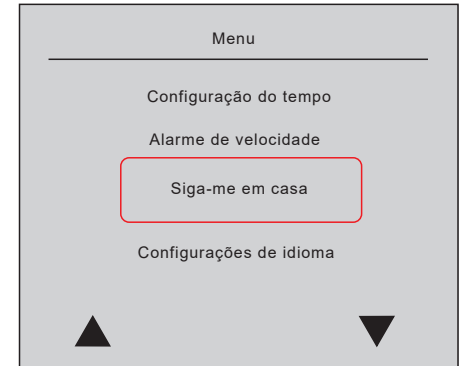 Menu
Configuração do tempo
Alarme de velocidade
Siga-me em casa
Configurações de idioma